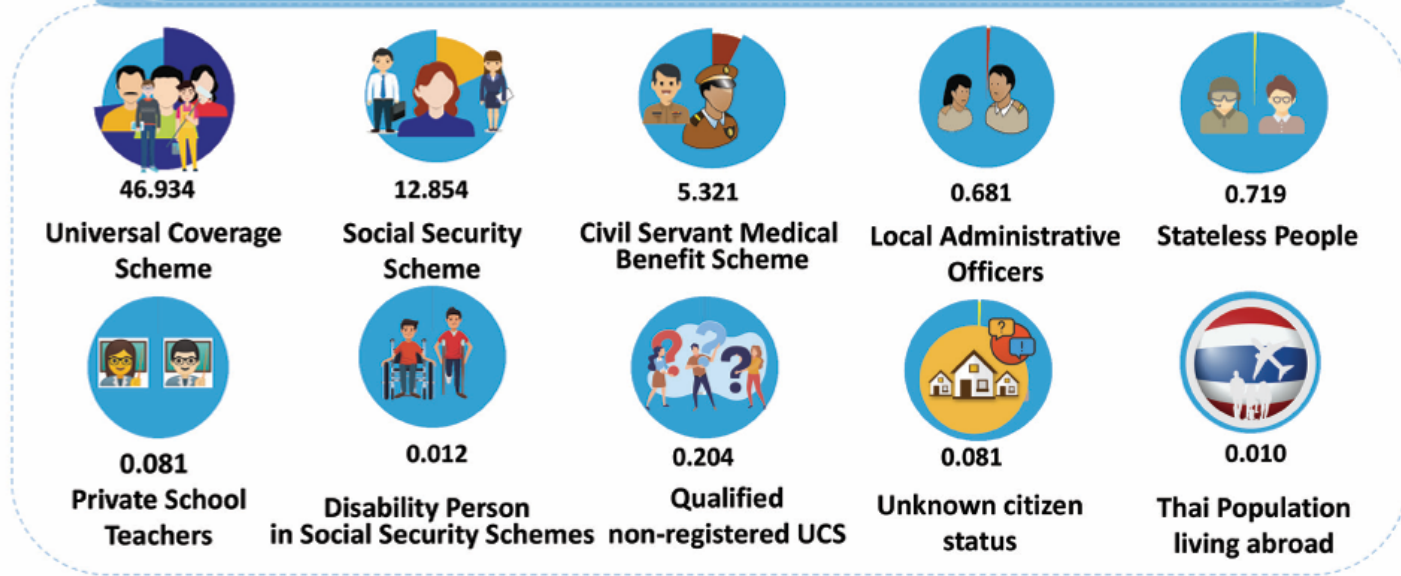 46.934
Universal Coverage
Scheme
12.854
Social Security
Scheme
5.321
Civil Servant Medical
Benefit Scheme
0.681
Local Administrative
Officers
0.719
Stateless People
0.081
Private School
Teachers
0.012
Disability Person
in Social Security Schemes
0.204
Qualified
non-registered UCS
0.081
Unknown citizen
status
0.010
Thai Population
living abroad